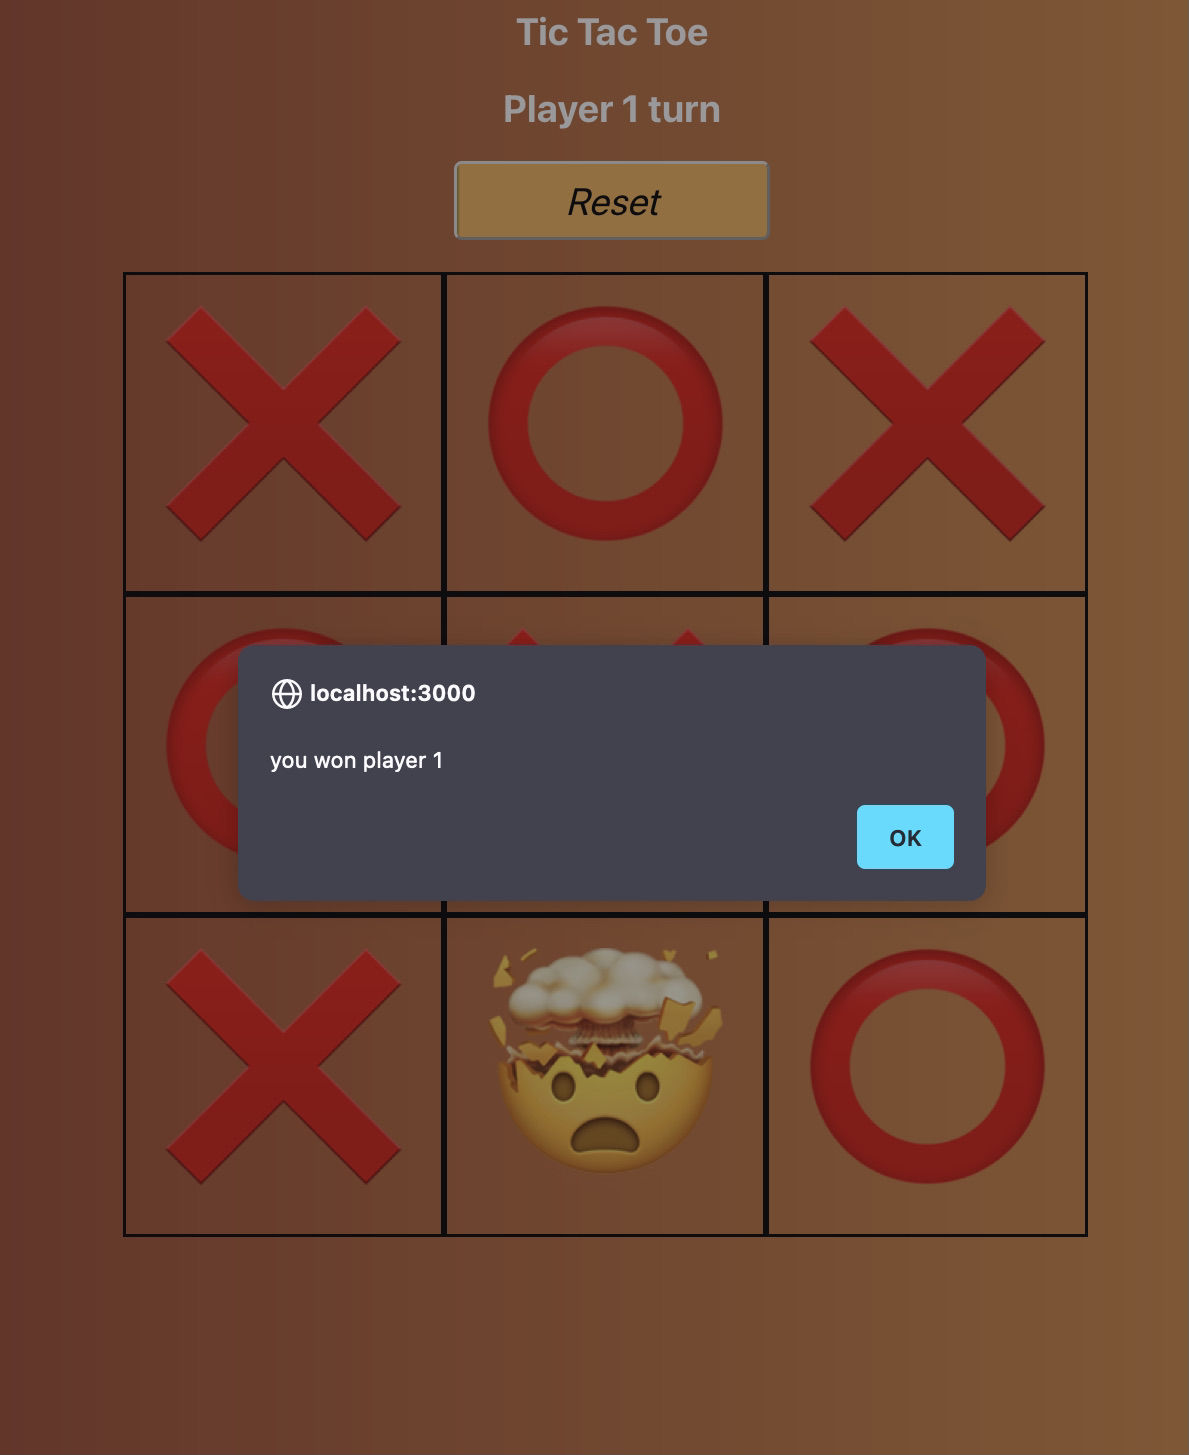 Tic Tac Toe
Player 1 turn
Reset
localhost:3000
you won player 1
OK